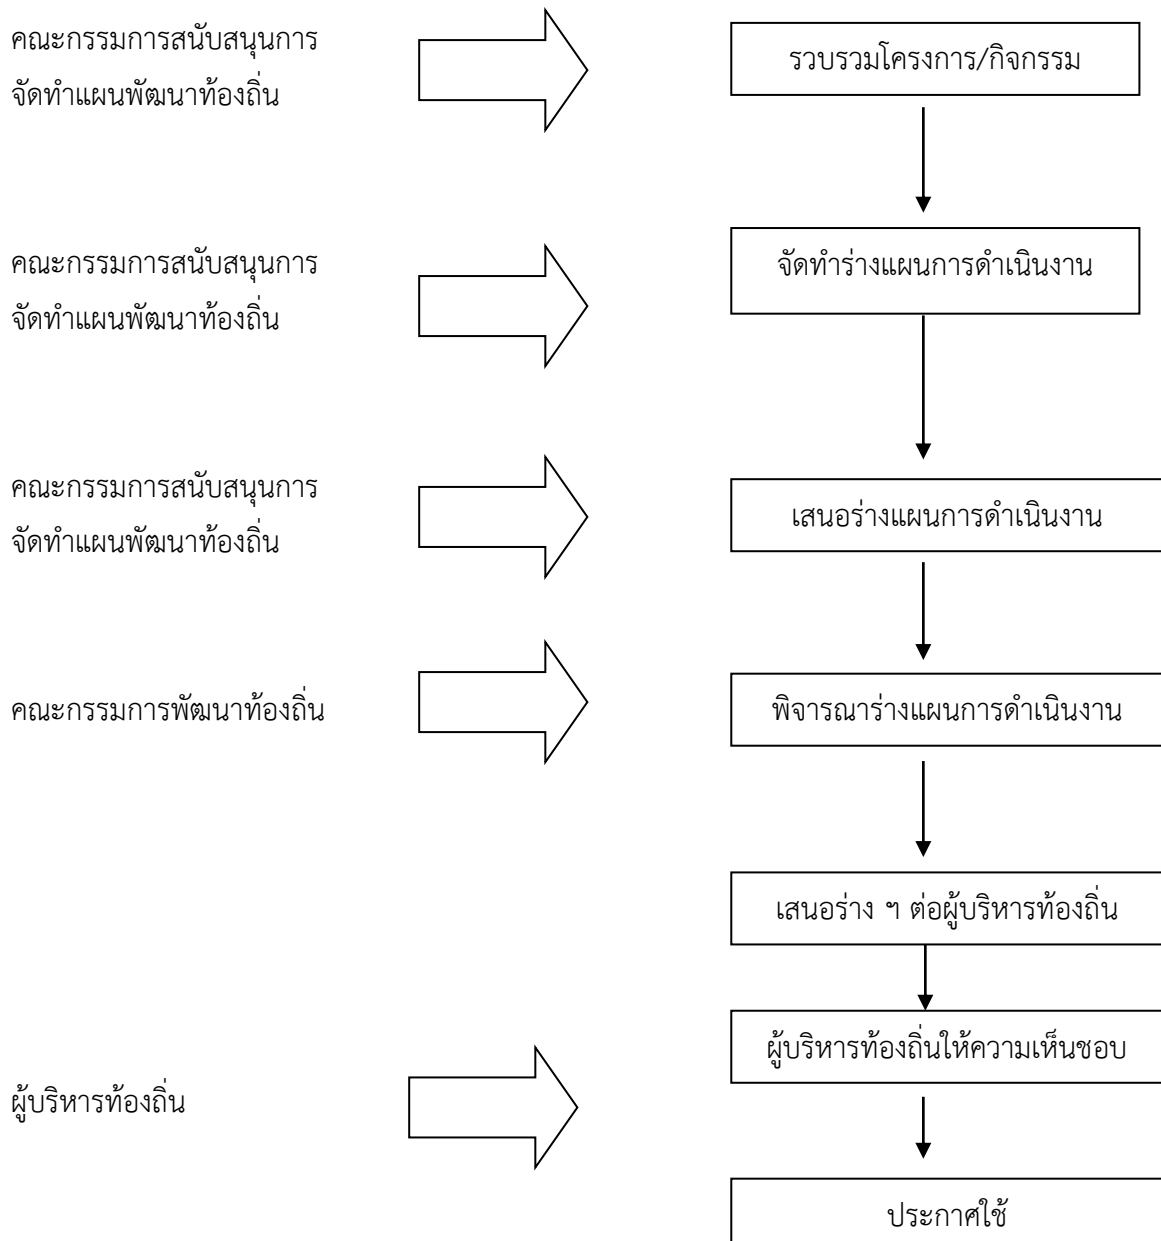 คณะกรรมการสนับสนุนการ
จัดทำแผนพัฒนาท้องถิ่น
รวบรวมโครงการ/กิจกรรม
คณะกรรมการสนับสนุนการ
จัดทำแผนพัฒนาท้องถิ่น
จัดทำร่างแผนการดำเนินงาน
คณะกรรมการสนับสนุนการ
จัดทำแผนพัฒนาท้องถิ่น
เสนอร่างแผนการดำเนินงาน
คณะกรรมการพัฒนาท้องถิ่น
พิจารณาร่างแผนการดำเนินงาน
เสนอร่าง ฯ ต่อผู้บริหารท้องถิ่น
ผู้บริหารท้องถิ่นให้ความเห็นชอบ
ผู้บริหารท้องถิ่น
ประกาศใช้